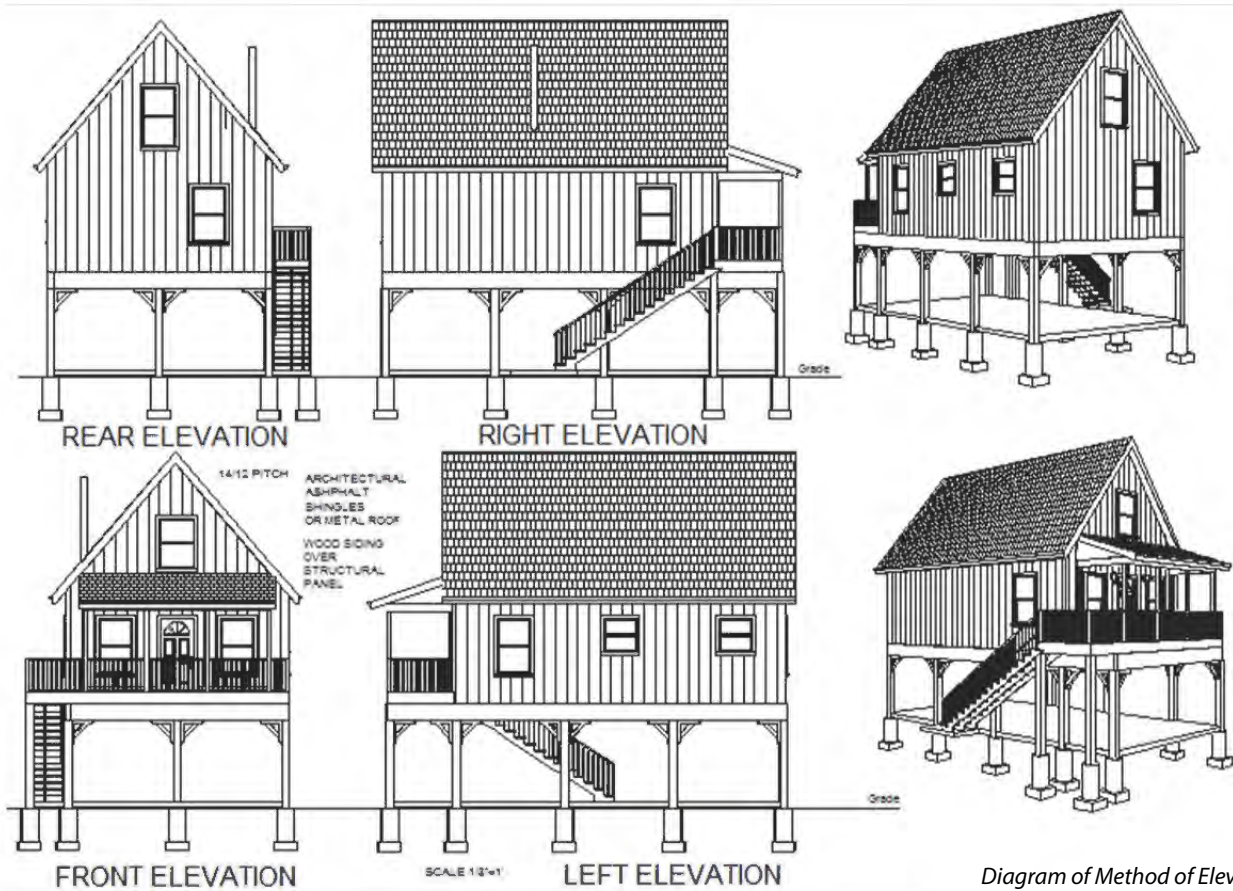 Grade
REAR ELEVATION
RIGHT ELEVATION
14/12 PITCH
ARCHITECTURAL
ASHPHALT
SHINGLES
OR METAL ROOF
WOOD SIDING
OVER
STRUCTURAL
PANEL
Grade
FRONT ELEVATION
SCALE 1/8"=1'
LEFT ELEVATION
Diagram of Method of Elev